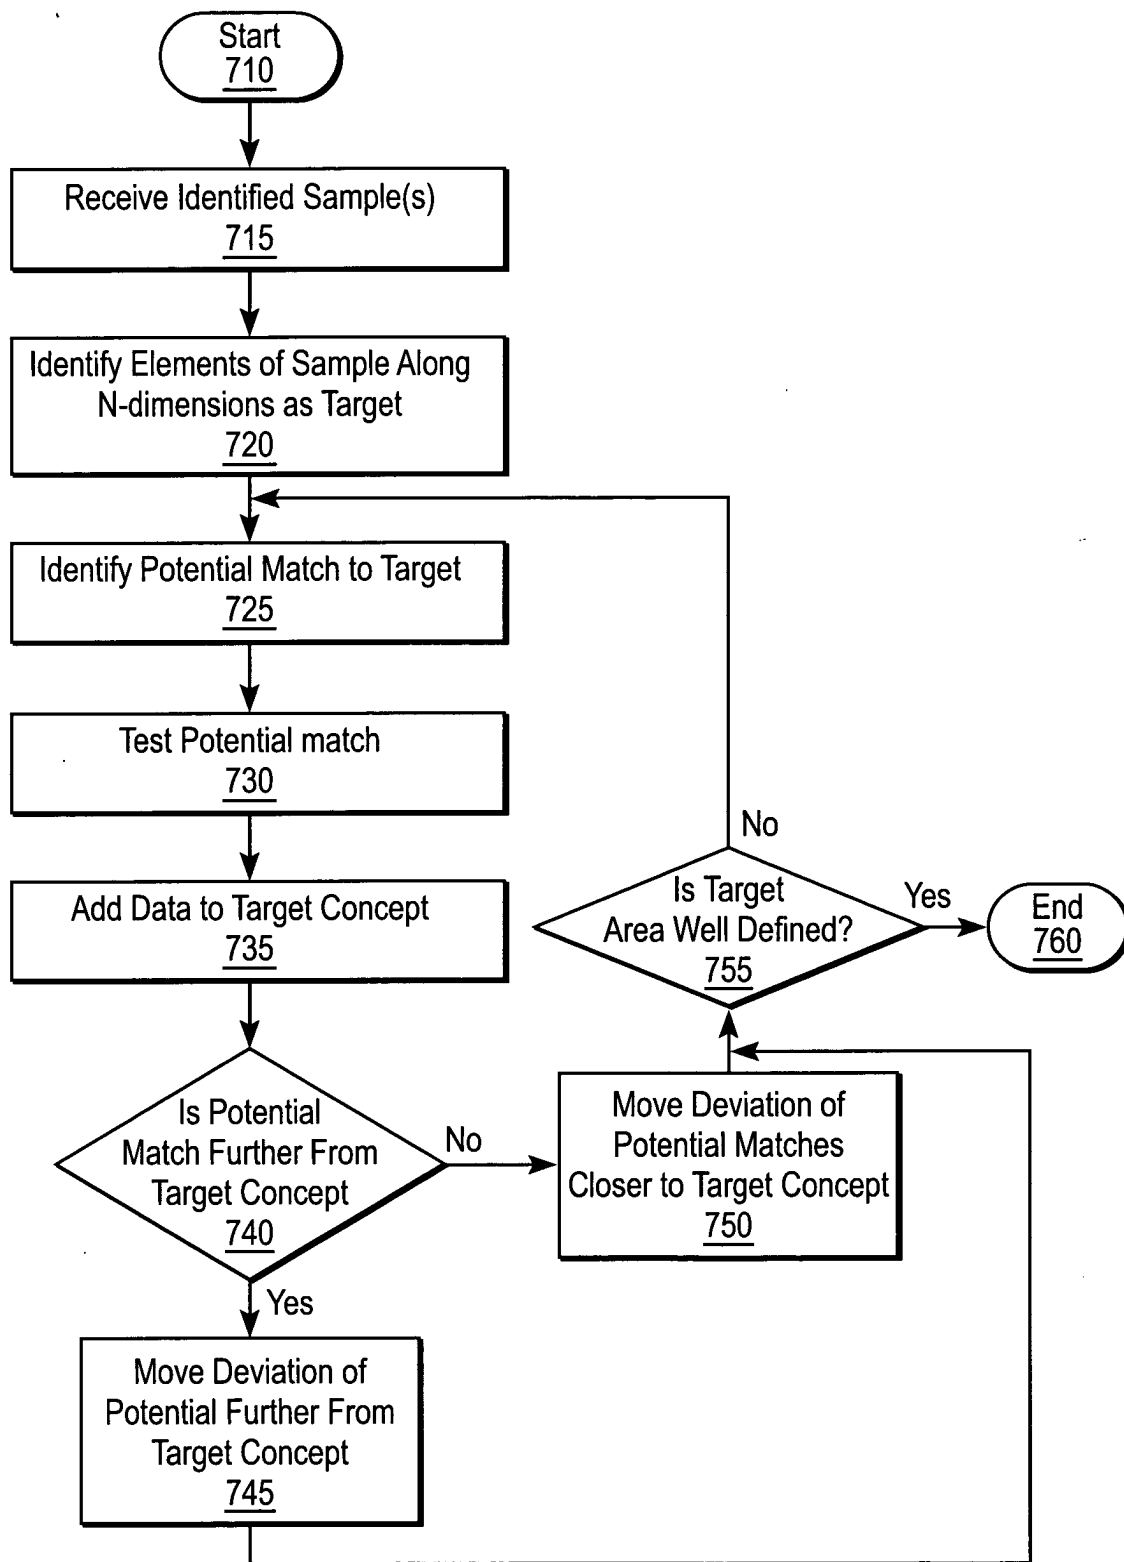 Start
710
Receive Identified Sample(s)
715
Identify Elements of Sample Along
N-dimensions as Target
720
Identify Potential Match to Target
725
Test Potential match
730
Add Data to Target Concept
735
Is Potential
Match Further From
Target Concept
740
No
Yes
Move Deviation of
Potential Further From
Target Concept
745
Move Deviation of
Potential Matches
Closer to Target Concept
750
Is Target
Area Well Defined?
755
No
Yes
End
760